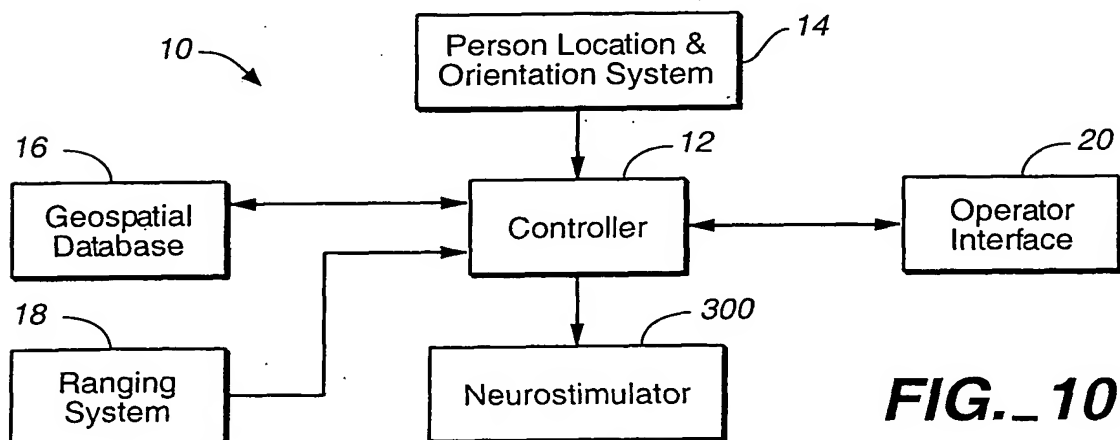 10
Person Location &
Orientation System
14
16
12
20
Geospatial
Database
Controller
Operator
Interface
18
300
Ranging
System
Neurostimulator
FIG._10